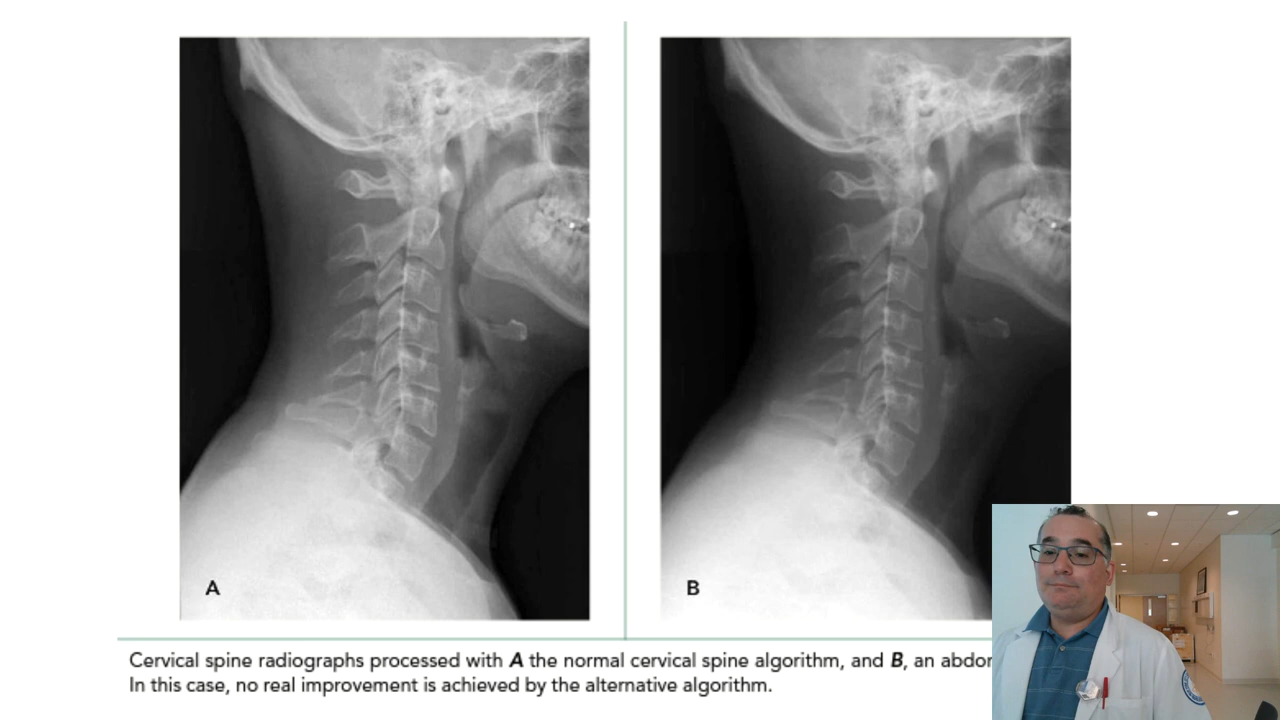 A
B
Cervical spine radiographs processed with A the normal cervical spine algorithm, and B, an
In this case, no real improvement is achieved by the alternative algorithm.